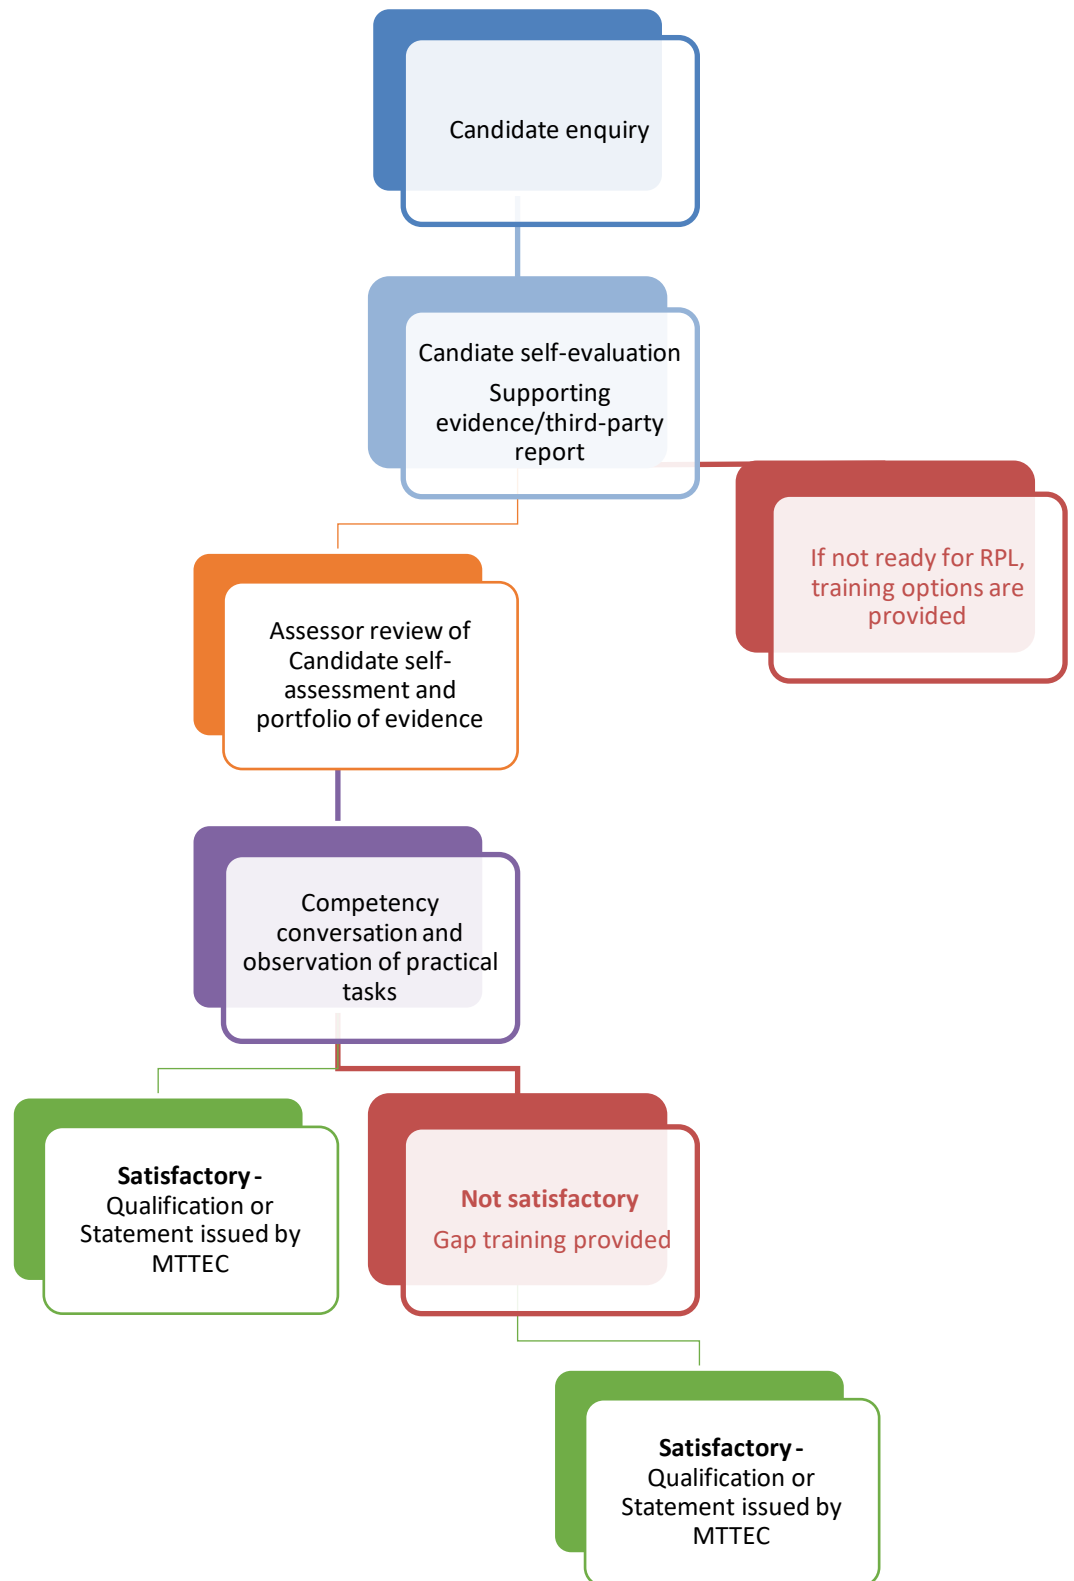 Candidate enquiry
Candiate self-evaluation
Supporting
evidence/third-party
report
If not ready for RPL,
training options are
provided
Assessor review of
Candidate self-
assessment and
portfolio of evidence
Competency
conversation and
observation of practical
tasks
Satisfactory -
Qualification or
Statement issued by
MTTEC
Not satisfactory
Gap training provided
Satisfactory -
Qualification or
Statement issued by
MTTEC